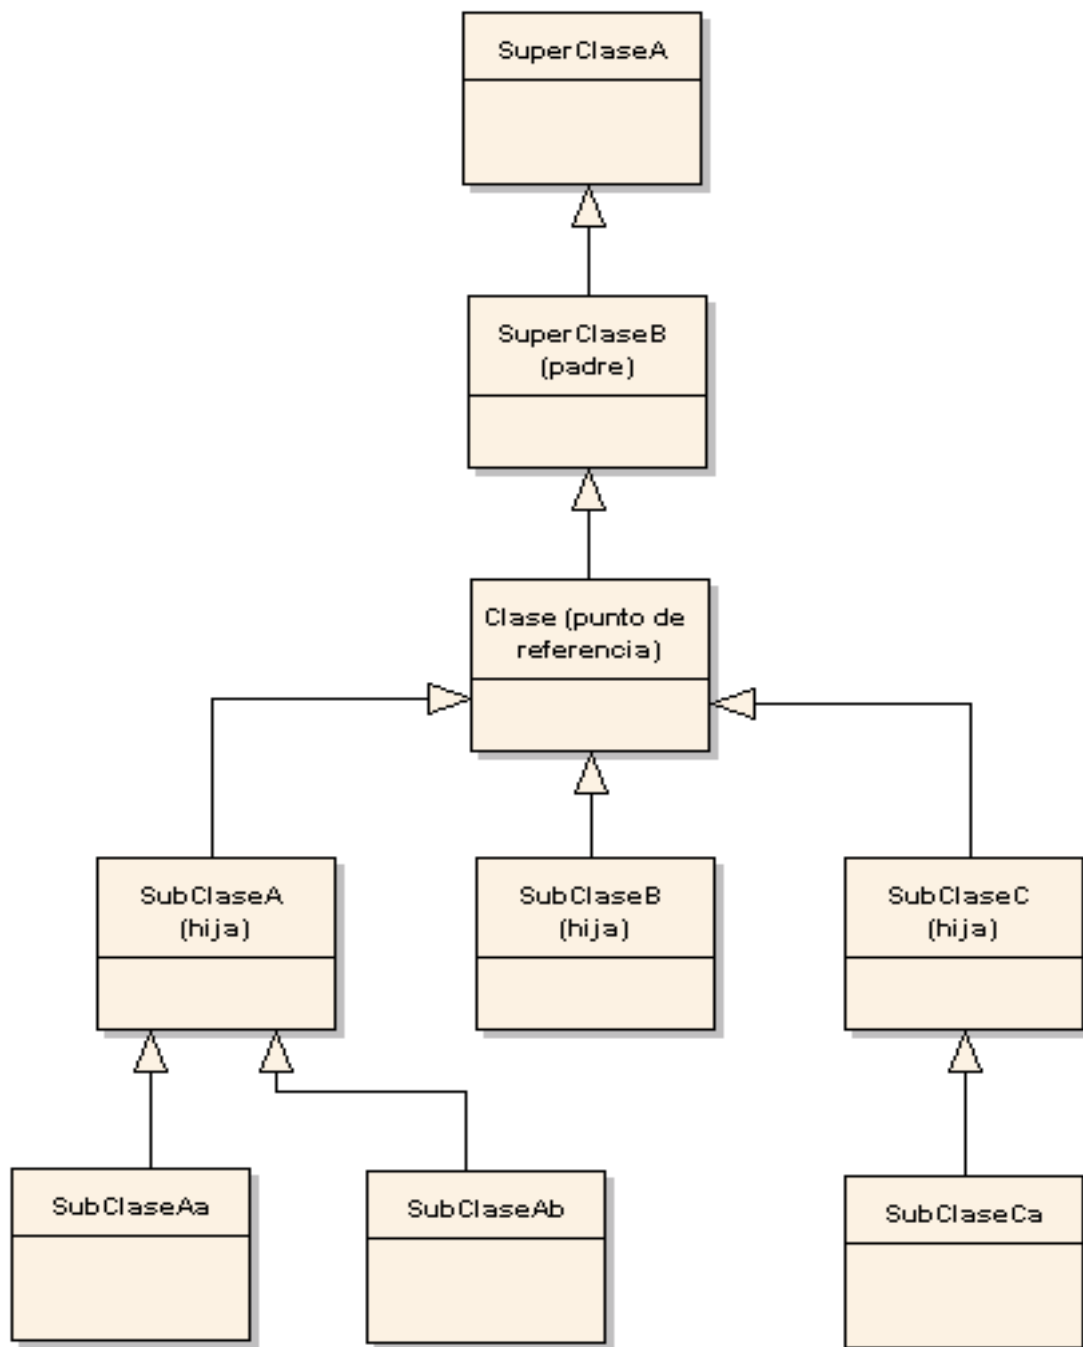 SuperClaseA
SuperClaseB
(padre)
Clase (punto de
referencia)
SubClaseA
(hija)
SubClaseB
(hija)
SubClaseC
(hija)
SubClaseAa
SubClaseAb
SubClaseCa